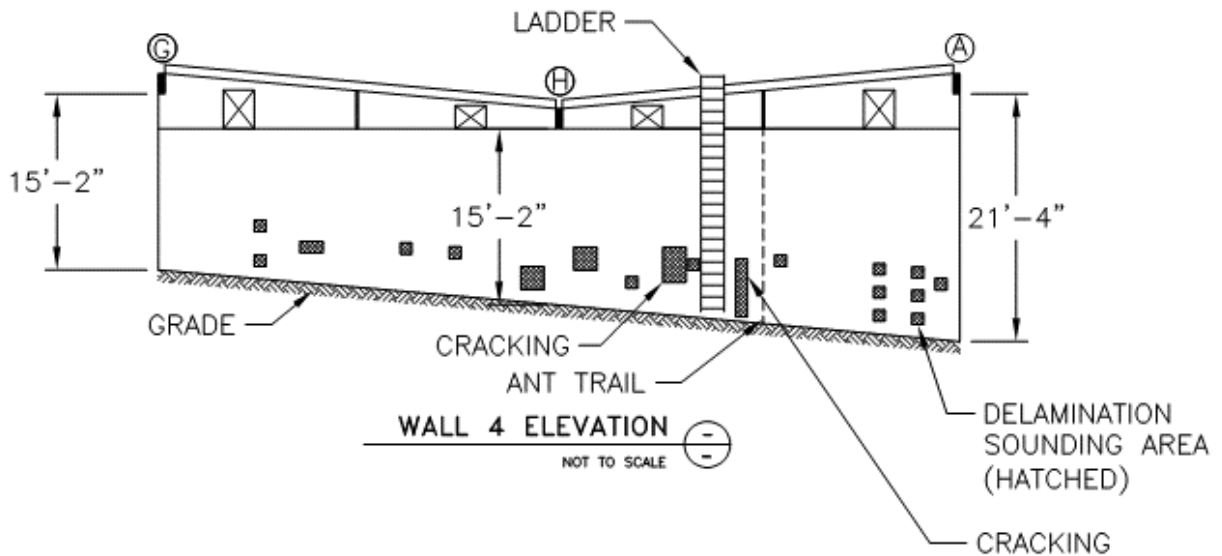 LADDER
G
H
A
15'-2"
15'-2"
21'-4"
GRADE
CRACKING
ANT TRAIL
WALL 4 ELEVATION
NOT TO SCALE
-
-
DELAMINATION
SOUNDING AREA
(HATCHED)
CRACKING